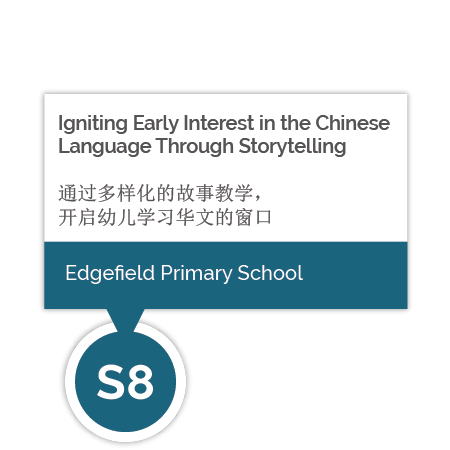 Igniting Early Interest in the Chinese
Language Through Storytelling
通过多样化的故事教学，
开启幼儿学习华文的窗口
Edgefield Primary School
S8